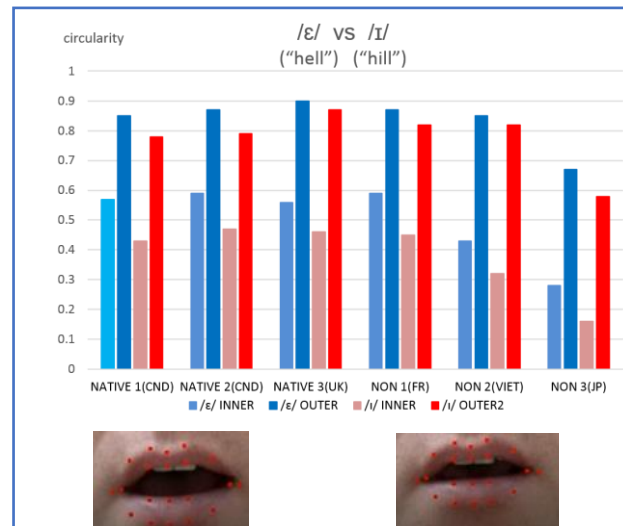 circularity
/ɛ/ vs /ɪ/
("hell") ("hill")
1
0.9
0.8
0.7
0.6
0.5
0.4
0.3
0.2
0.1
0
NATIVE 1(CND) NATIVE 2(CND) NATIVE 3(UK) NON 1(FR) NON 2(VIET) NON 3(JP)
/ɛ/ INNER /ɛ/ OUTER /ɪ/ INNER /ɪ/ OUTER2